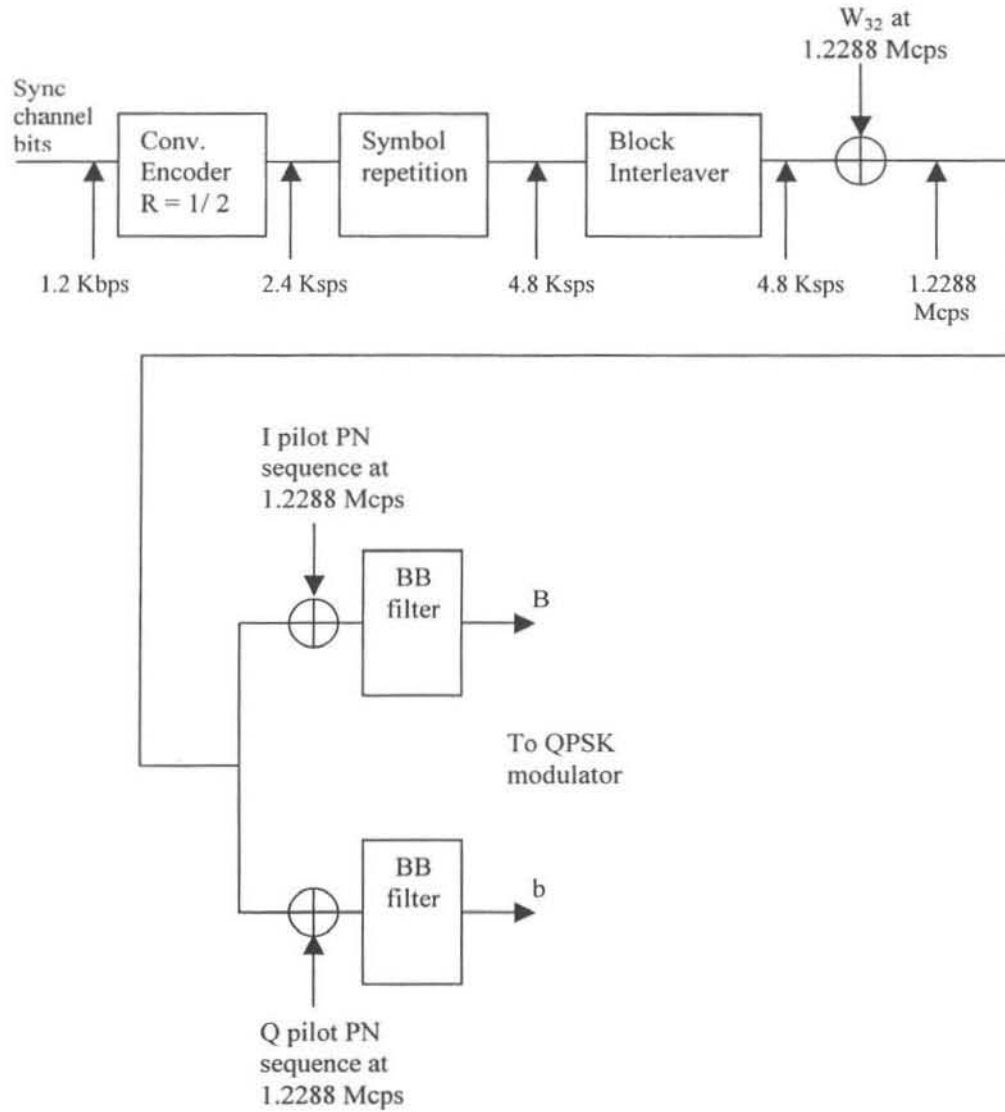 W32 at
1.2288 Mcps
Sync
channel
bits
Conv.
Encoder
R = 1/ 2
Symbol
repetition
Block
Interleaver
1.2 Kbps
2.4 Ksps
4.8 Ksps
4.8 Ksps
1.2288
Mcps
I pilot PN
sequence at
1.2288 Mcps
BB
filter
B
To QPSK
modulator
BB
filter
b
Q pilot PN
sequence at
1.2288 Mcps